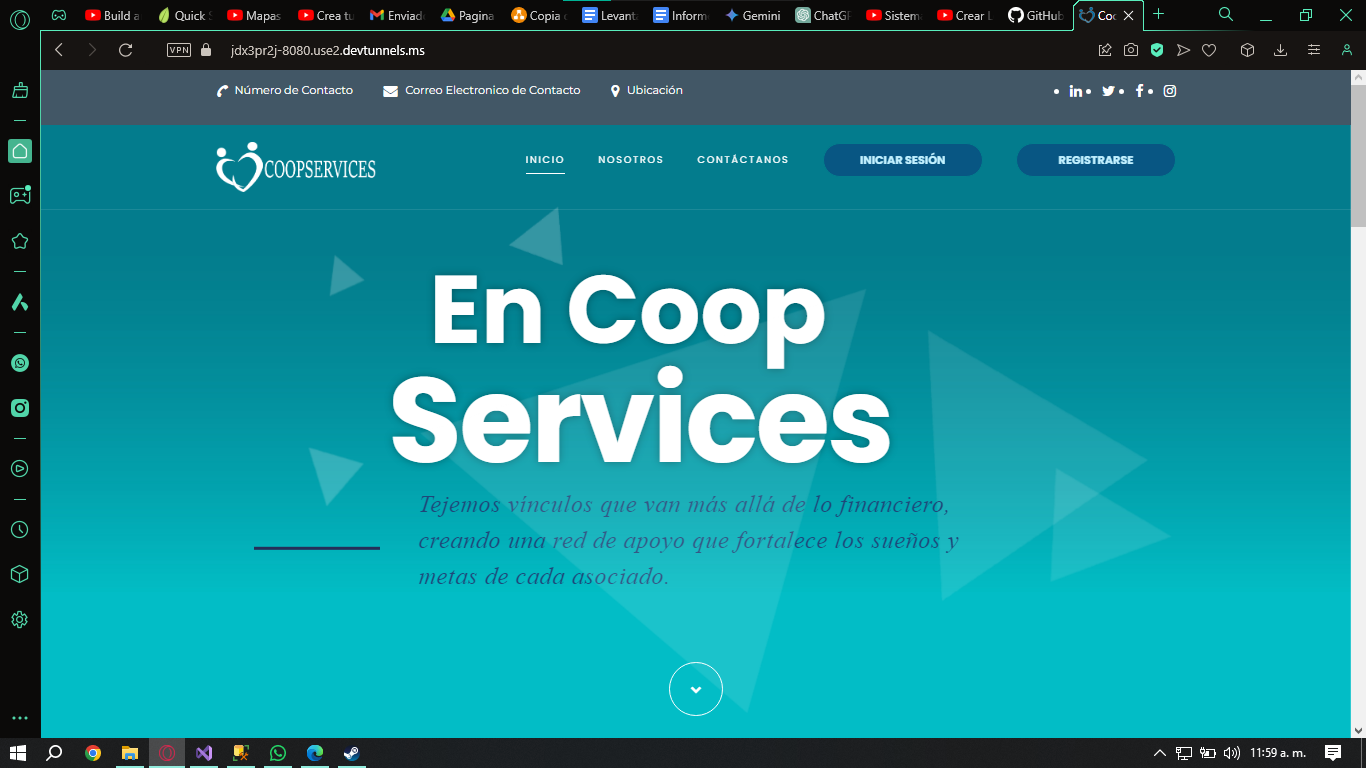 Build a
Quick S
Mapas
Crea tu
Enviado
Pagina
Copia
Levant
Inform
Gemini
ChatGP
Sistem
Crear L
GitHub
Co
VPN
jdx3pr2j-8080.use2.devtunnels.ms
Número de Contacto
Correo Electronico de Contacto
Ubicación
COOPSERVICES
INICIO
NOSOTROS
CONTÁCTANOS
INICIAR SESIÓN
REGISTRARSE
En Coop
Services
Tejemos vínculos que van más allá de lo financiero,
creando una red de apoyo que fortalece los sueños y
metas de cada asociado.
11:59 a. m.